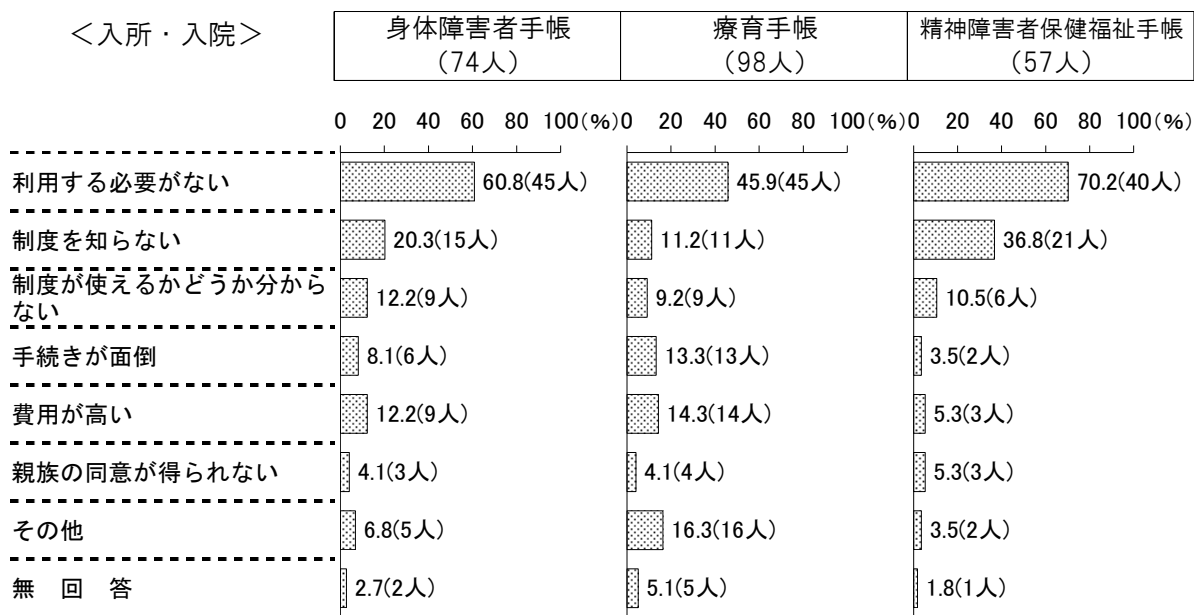 ＜入所・入院＞
身体障害者手帳
（74人）
療育手帳
（98人）
精神障害者保健福祉手帳
（57人）
0 20 40 60 80 100(%)
0 20 40 60 80 100(%)
0 20 40 60 80 100(%)
利用する必要がない 60.8(45人) 45.9(45人) 70.2(40人)
制度を知らない 20.3(15人) 11.2(11人) 36.8(21人)
制度が使えるかどうか分から
ない 12.2(9人) 9.2(9人) 10.5(6人)
手続きが面倒 8.1(6人) 13.3(13人) 3.5(2人)
費用が高い 12.2(9人) 14.3(14人) 5.3(3人)
親族の同意が得られない 4.1(3人) 4.1(4人) 5.3(3人)
その他 6.8(5人) 16.3(16人) 3.5(2人)
無　回　答 2.7(2人) 5.1(5人) 1.8(1人)